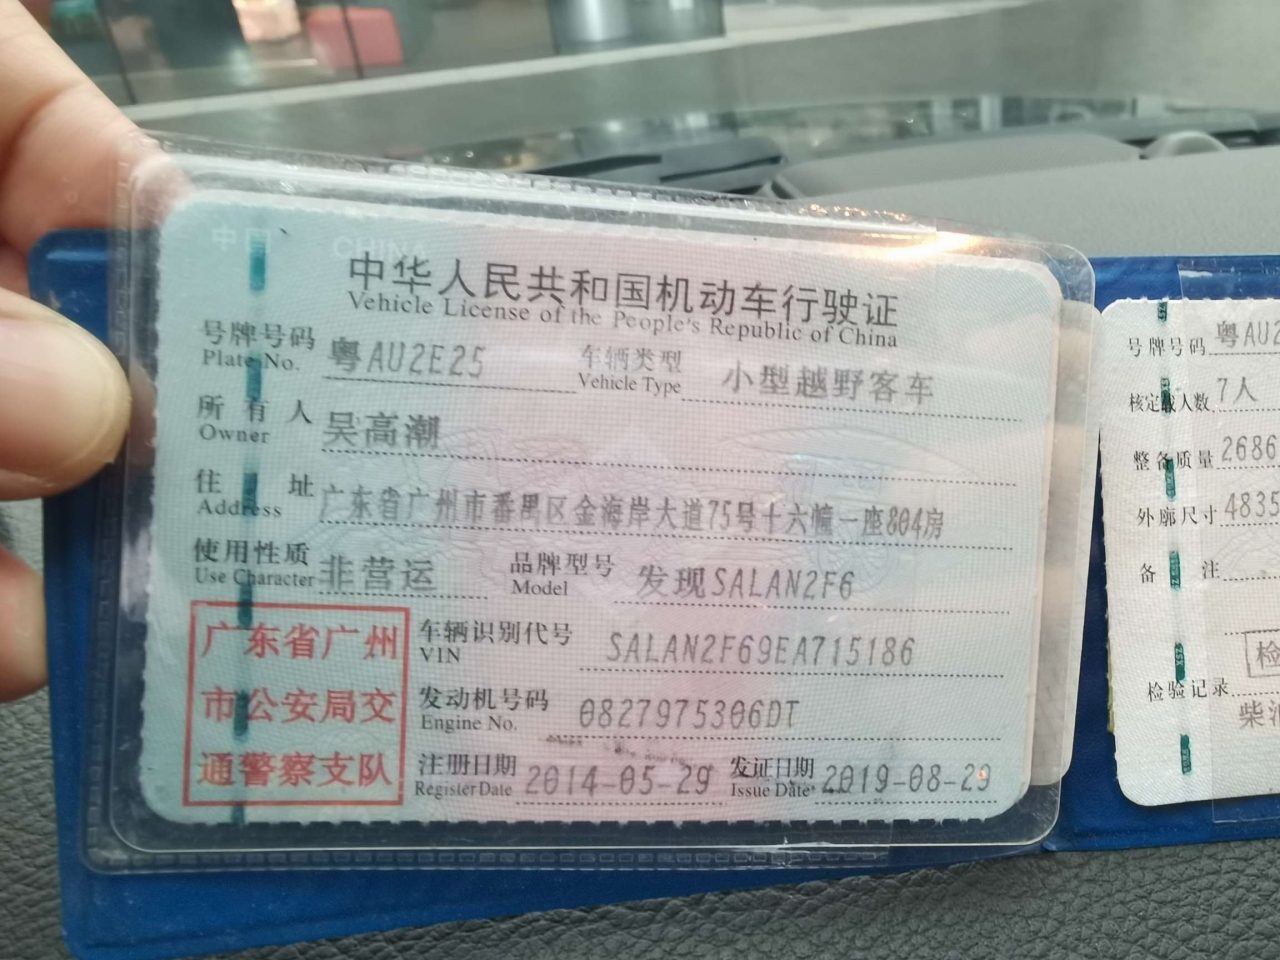 中国 CHINA
中华人民共和国机动车行驶证
Vehicle License of the People's Republic of China
号牌号码 粤AU2E25 车辆类型 小型越野客车
Plate No. Vehicle Type
所有人 吴高潮
Owner
住址 广东省广州市番禺区金海岸大道75号十六幢一座804房
Address
使用性质 非营运 品牌型号 发现SALAN2F6
Use Character Model
广东省广州
市公安局交
通警察支队
车辆识别代号 SALAN2F69EA715186
VIN
发动机号码 0827975306DT
Engine No.
注册日期 2014-05-29 发证日期 2019-08-29
Register Date Issue Date
号牌号码 粤AU2
核定载人数 7人
整备质量 2686
外廓尺寸 4835
备注
检
检验记录
柴